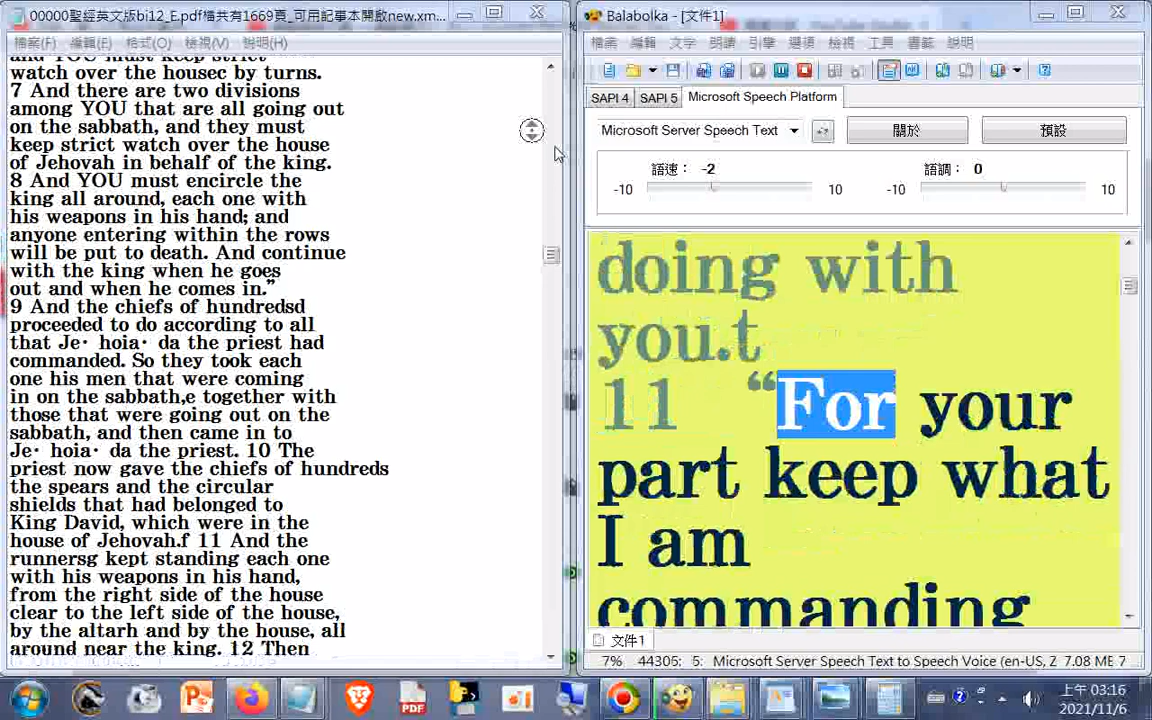 00000聖經英文版bi12_E.pdf檔共有1669頁_可用記事本開啟new.xm...
檔案(F) 編輯(E) 格式(O) 檢視(V) 說明(H)
and YOU must keep strict
watch over the housec by turns.
7 And there are two divisions
among YOU that are all going out
on the sabbath, and they must
keep strict watch over the house
of Jehovah in behalf of the king.
8 And YOU must encircle the
king all around, each one with
his weapons in his hand; and
anyone entering within the rows
will be put to death. And continue
with the king when he goes
out and when he comes in.”
9 And the chiefs of hundredsd
proceeded to do according to all
that Je· hoia· da the priest had
commanded. So they took each
one his men that were coming
in on the sabbath,e together with
those that were going out on the
sabbath, and then came in to
Je· hoia· da the priest. 10 The
priest now gave the chiefs of hundreds
the spears and the circular
shields that had belonged to
King David, which were in the
house of Jehovah.f 11 And the
runnersg kept standing each one
with his weapons in his hand,
from the right side of the house
clear to the left side of the house,
by the altarh and by the house, all
around near the king. 12 Then
Balabolka - [文件1]
檔案 編輯 文字 朗讀 引擎 選項 檢視 工具 書籤 說明
SAPI 4 SAPI 5 Microsoft Speech Platform
Microsoft Server Speech Text 關於 預設
語速： -2 語調： 0
-10 10 -10 10
doing with
you.t
11 “For your
part keep what
I am
commanding
文件1
7% 44305: 5: Microsoft Server Speech Text to Speech Voice (en-US, Z 7.08 ME 7
上午 03:16
2021/11/6